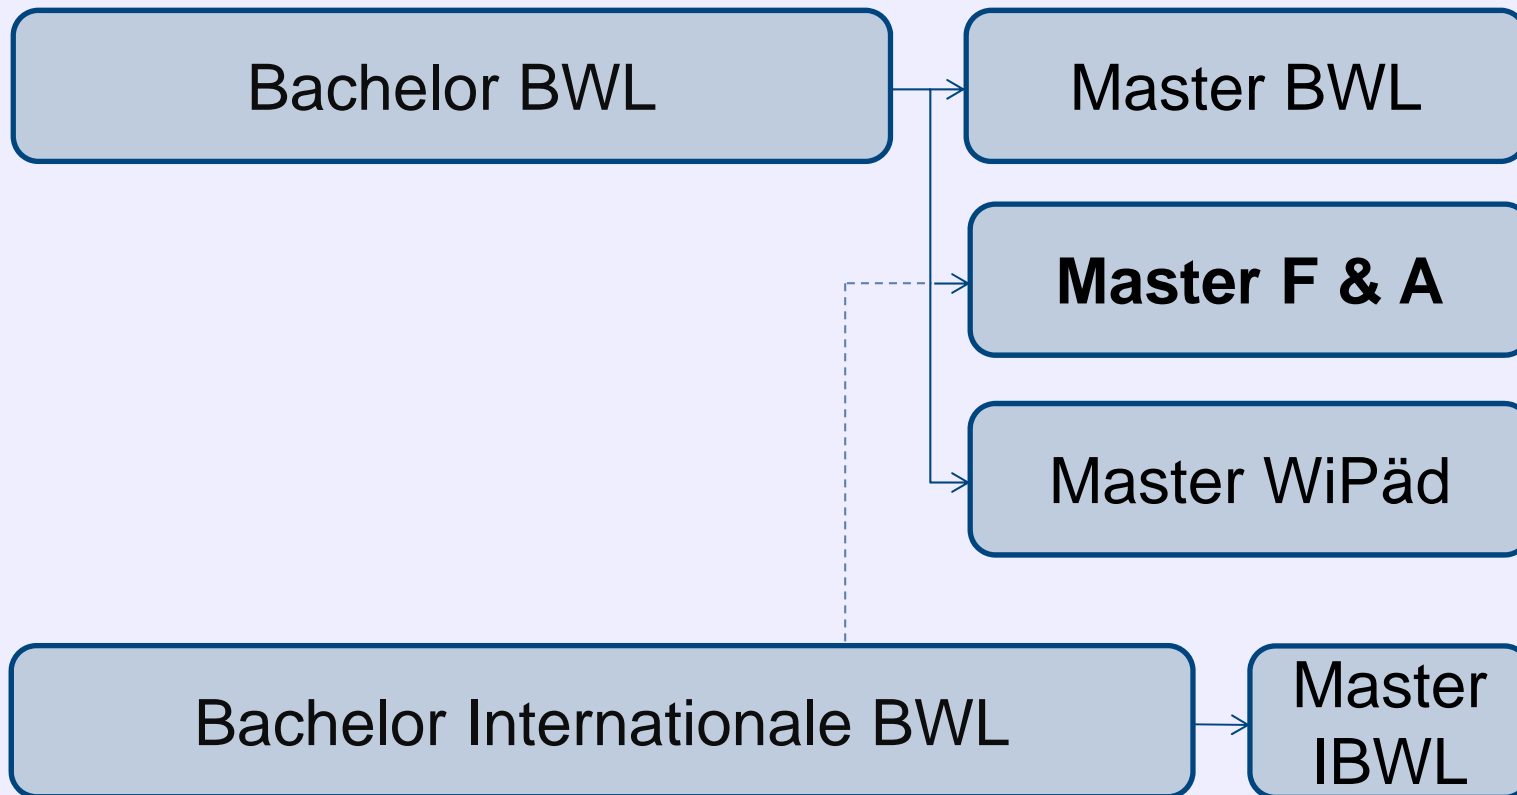 Bachelor BWL
Master BWL
Master F & A
Master WiPäd
Bachelor Internationale BWL
Master
IBWL